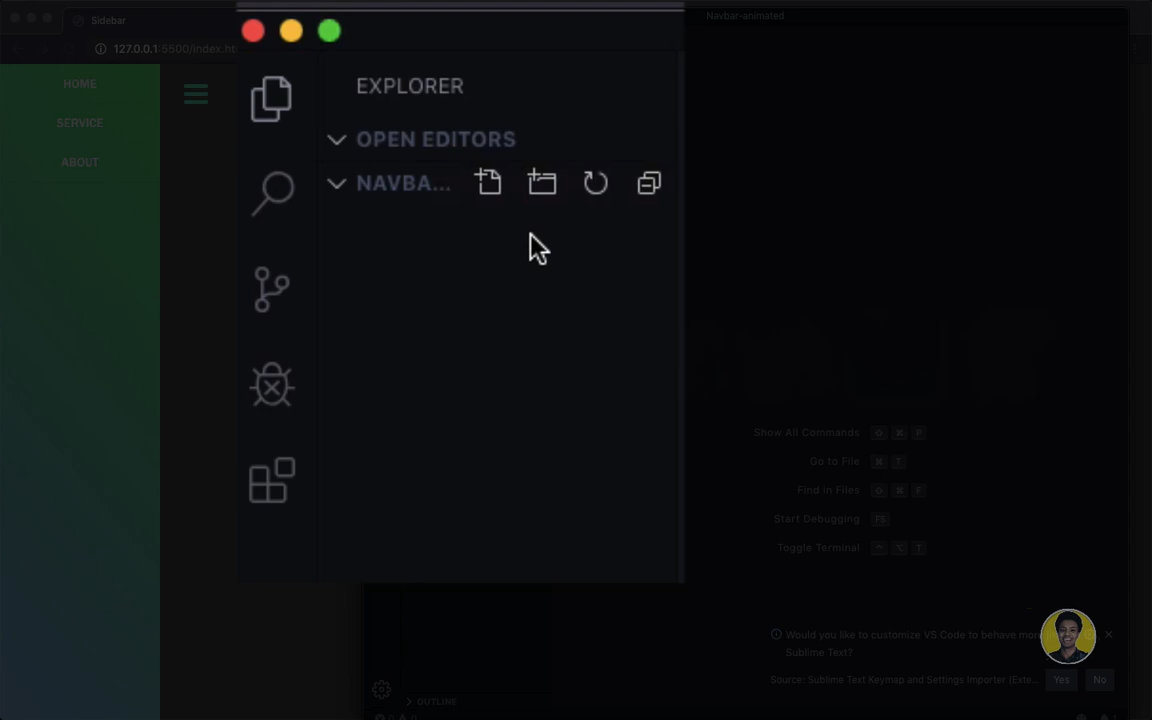 Sidebar
Navbar-animated
127.0.0.1:5500/index.ht
HOME
SERVICE
ABOUT
EXPLORER
OPEN EDITORS
NAVBA...
Show All Commands ⇧ ⌘ P
Go to File ⌘ T
Find in Files ⇧ ⌘ F
Start Debugging F5
Toggle Terminal ^ ⌥ T
Would you like to customize VS Code to behave more
Sublime Text?
Source: Sublime Text Keymap and Settings Importer (Exte...
Yes
No
OUTLINE